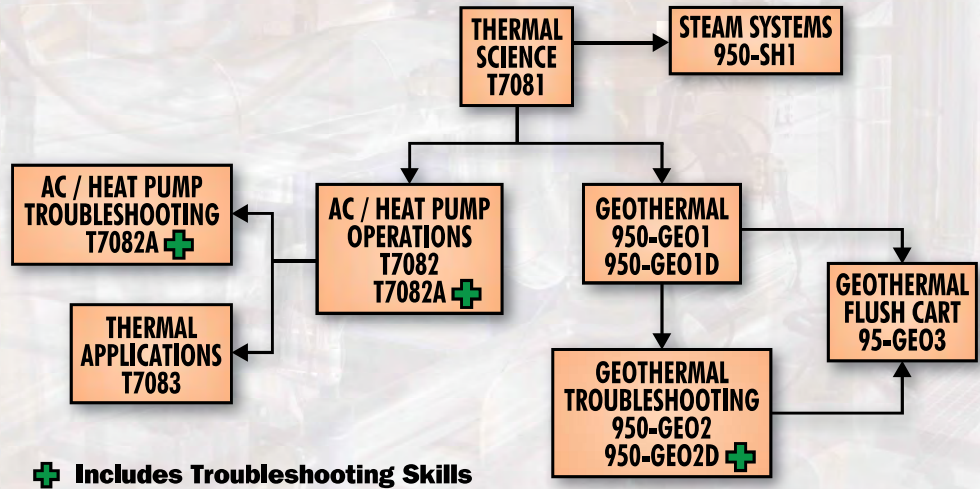 THERMAL
SCIENCE
T7081
STEAM SYSTEMS
950-SH1
AC / HEAT PUMP
TROUBLESHOOTING
T7082A
THERMAL
APPLICATIONS
T7083
AC / HEAT PUMP
OPERATIONS
T7082
T7082A
GEOTHERMAL
950-GEO1
950-GEO1D
GEOTHERMAL
TROUBLESHOOTING
950-GEO2
950-GEO2D
GEOTHERMAL
FLUSH CART
95-GEO3
Includes Troubleshooting Skills